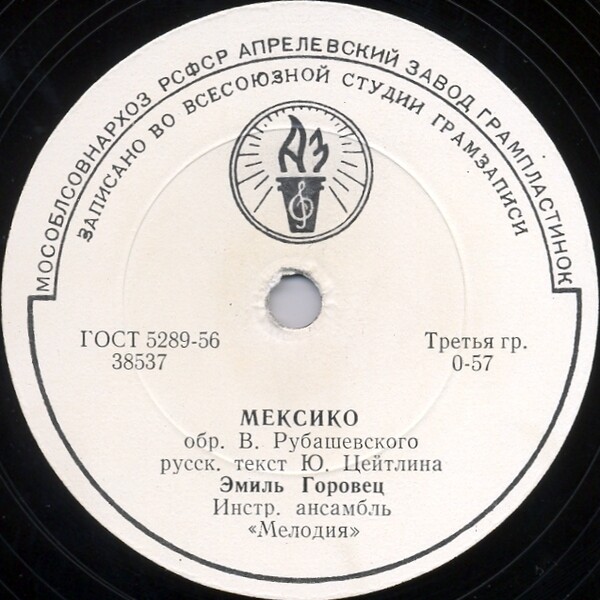 МОСОБЛСОВНАРХОЗ РСФСР АПРЕЛЕВСКИЙ ЗАВОД ГРАМПЛАСТИНОК
ЗАПИСАНО ВО ВСЕСОЮЗНОЙ СТУДИИ ГРАМЗАПИСИ
АЗ
ГОСТ 5289-56
38537
Третья гр.
0-57
МЕКСИКО
обр. В. Рубашевского
русск. текст Ю. Цейтлина
Эмиль Горовец
Инстр. ансамбль
«Мелодия»